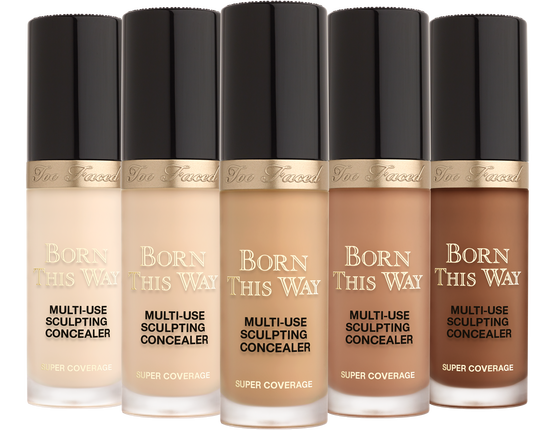 Too Faced
BORN
THIS WAY
MULTI-USE
SCULPTING
CONCEALER
SUPER COVERAGE
Too Faced
BORN
THIS WAY
MULTI-USE
SCULPTING
CONCEALER
SUPER COVERAGE
Too Faced
BORN
THIS WAY
MULTI-USE
SCULPTING
CONCEALER
SUPER COVERAGE
Too Faced
BORN
THIS WAY
MULTI-USE
SCULPTING
CONCEALER
SUPER COVERAGE
Too Faced
BORN
THIS WAY
MULTI-USE
SCULPTING
CONCEALER
SUPER COVERAGE